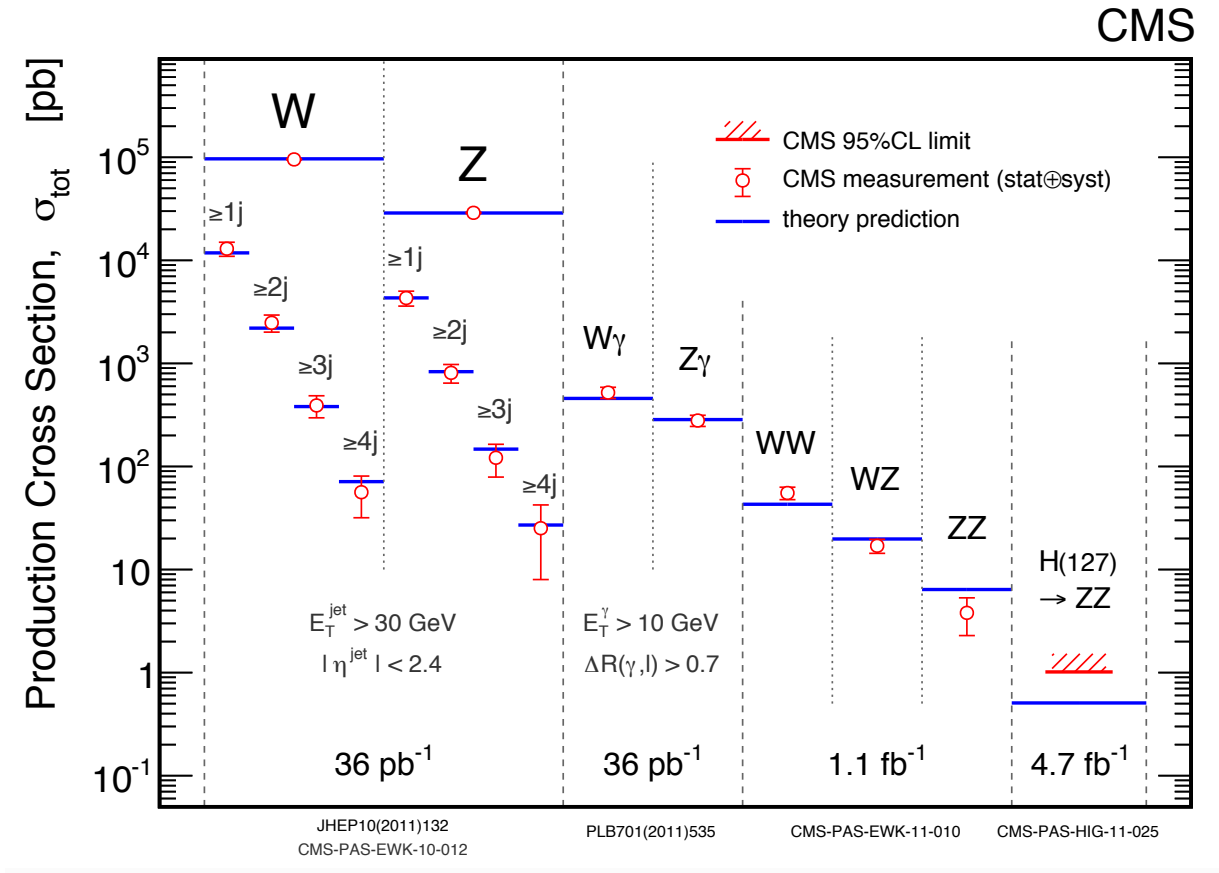 CMS
Production Cross Section, σ_tot [pb]
10^5
10^4
10^3
10^2
10
1
10^-1
W
≥1j
≥2j
≥3j
≥4j
Z
≥1j
≥2j
≥3j
≥4j
E_T^jet > 30 GeV
| η^jet | < 2.4
36 pb^-1
JHEP10(2011)132
CMS-PAS-EWK-10-012
Wγ
Zγ
E_T^γ > 10 GeV
ΔR(γ,l) > 0.7
36 pb^-1
PLB701(2011)535
CMS 95%CL limit
CMS measurement (stat⊕syst)
theory prediction
WW
WZ
ZZ
1.1 fb^-1
CMS-PAS-EWK-11-010
H(127)
→ ZZ
4.7 fb^-1
CMS-PAS-HIG-11-025